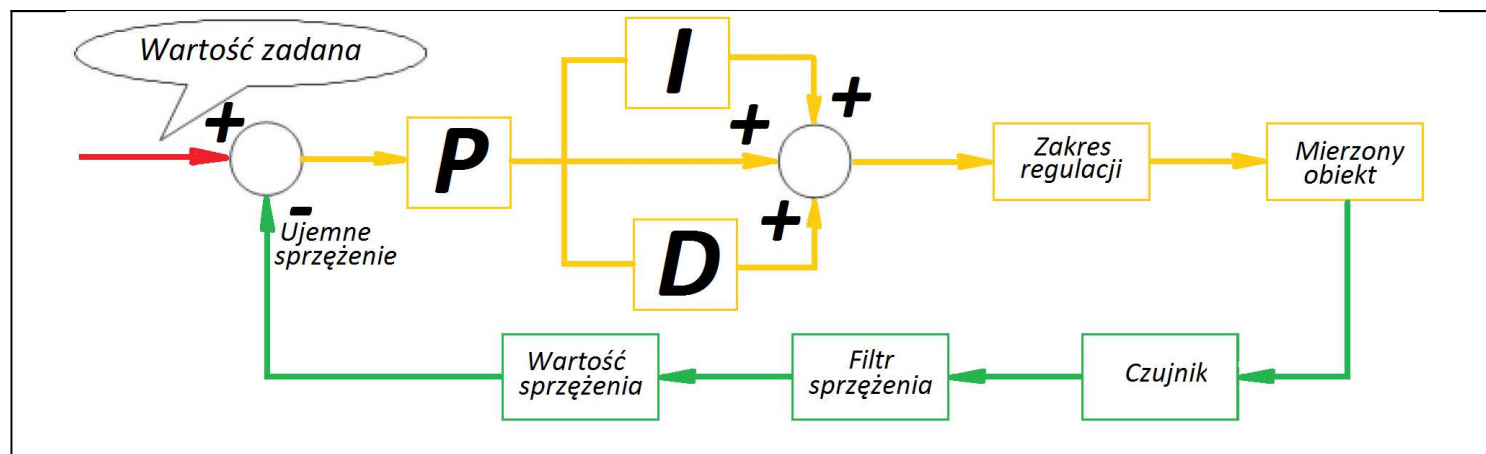 Wartość zadana
+
-
Ujemne
sprzężenie
P
I
D
+
+
+
Zakres
regulacji
Mierzony
obiekt
Wartość
sprzężenia
Filtr
sprzężenia
Czujnik